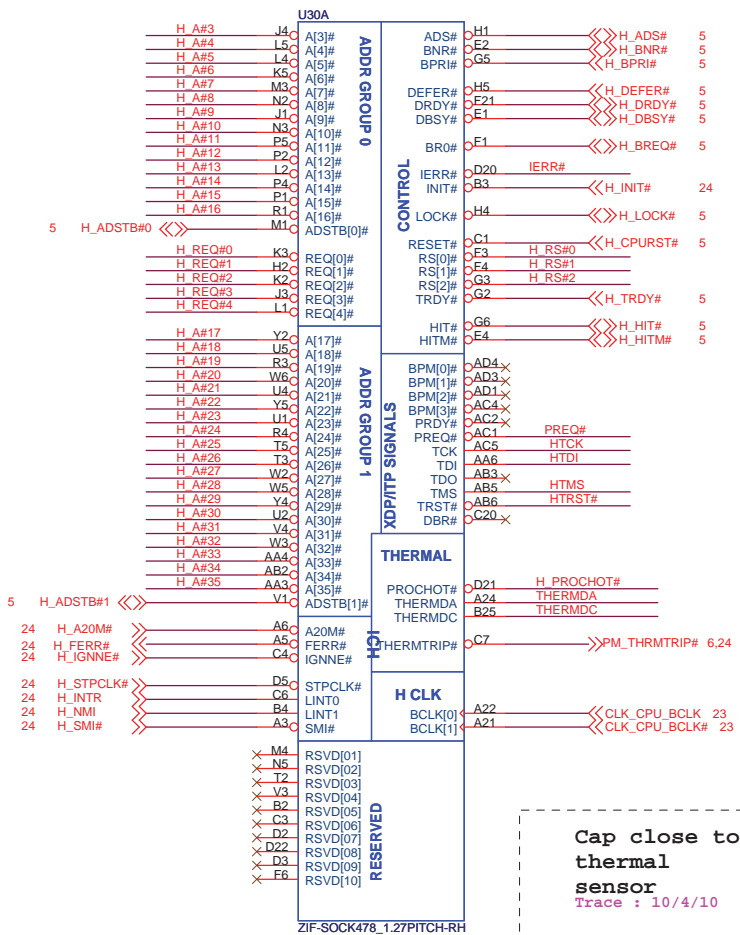 U30A
H_A#3 J4 A[3]#
H_A#4 L5 A[4]#
H_A#5 L4 A[5]#
H_A#6 K5 A[6]#
H_A#7 M3 A[7]#
H_A#8 N2 A[8]#
H_A#9 J1 A[9]#
H_A#10 N3 A[10]#
H_A#11 P5 A[11]#
H_A#12 P2 A[12]#
H_A#13 L2 A[13]#
H_A#14 P4 A[14]#
H_A#15 P1 A[15]#
H_A#16 R1 A[16]#
5 H_ADSTB#0 M1 ADSTB[0]#
H_REQ#0 K3 REQ[0]#
H_REQ#1 H2 REQ[1]#
H_REQ#2 K2 REQ[2]#
H_REQ#3 J3 REQ[3]#
H_REQ#4 L1 REQ[4]#
ADDR GROUP 0
H_A#17 Y2 A[17]#
H_A#18 U5 A[18]#
H_A#19 R3 A[19]#
H_A#20 W6 A[20]#
H_A#21 U4 A[21]#
H_A#22 Y5 A[22]#
H_A#23 U1 A[23]#
H_A#24 R4 A[24]#
H_A#25 T5 A[25]#
H_A#26 T3 A[26]#
H_A#27 W2 A[27]#
H_A#28 W5 A[28]#
H_A#29 Y4 A[29]#
H_A#30 U2 A[30]#
H_A#31 V4 A[31]#
H_A#32 W3 A[32]#
H_A#33 AA4 A[33]#
H_A#34 AB2 A[34]#
H_A#35 AA3 A[35]#
5 H_ADSTB#1 V1 ADSTB[1]#
ADDR GROUP 1
24 H_A20M# A6 A20M#
24 H_FERR# A5 FERR#
24 H_IGNNE# C4 IGNNE#
24 H_STPCLK# D5 STPCLK#
24 H_INTR C6 LINT0
24 H_NMI B4 LINT1
24 H_SMI# A3 SMI#
ICH
M4 RSVD[01]
N5 RSVD[02]
T2 RSVD[03]
V3 RSVD[04]
B2 RSVD[05]
C3 RSVD[06]
D2 RSVD[07]
D22 RSVD[08]
D3 RSVD[09]
F6 RSVD[10]
RESERVED
CONTROL
ADS# H1 H_ADS# 5
BNR# E2 H_BNR# 5
BPRI# G5 H_BPRI# 5
DEFER# H5 H_DEFER# 5
DRDY# F21 H_DRDY# 5
DBSY# E1 H_DBSY# 5
BR0# F1 H_BREQ# 5
IERR# D20 IERR#
INIT# B3 H_INIT# 24
LOCK# H4 H_LOCK# 5
RESET# C1 H_CPURST# 5
RS[0]# F3 H_RS#0
RS[1]# F4 H_RS#1
RS[2]# G3 H_RS#2
TRDY# G2 H_TRDY# 5
HIT# G6 H_HIT# 5
HITM# E4 H_HITM# 5
XDP/ITP SIGNALS
BPM[0]# AD4
BPM[1]# AD3
BPM[2]# AD1
BPM[3]# AC4
PRDY# AC2
PREQ# AC1 PREQ#
TCK AC5 HTCK
TDI AA6 HTDI
TDO AB3
TMS AB5 HTMS
TRST# AB6 HTRST#
DBR# C20
THERMAL
PROCHOT# D21 H_PROCHOT#
THERMDA A24 THERMDA
THERMDC B25 THERMDC
THERMTRIP# C7 PM_THRMTRIP# 6,24
H CLK
BCLK[0] A22 CLK_CPU_BCLK 23
BCLK[1] A21 CLK_CPU_BCLK# 23
ZIF-SOCK478_1.27PITCH-RH
Cap close to
thermal
sensor
Trace : 10/4/10